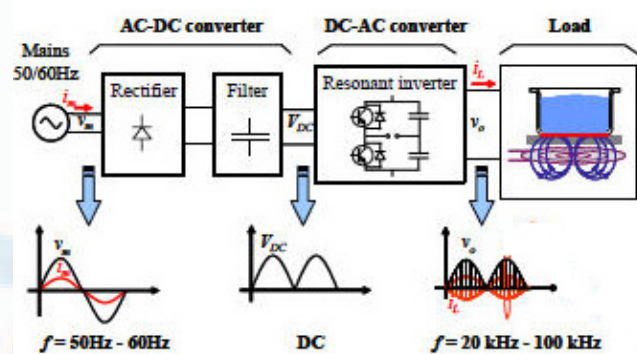 AC-DC converter DC-AC converter Load
Mains
50/60Hz
i_m
v_m
Rectifier
Filter
V_DC
Resonant inverter
i_L
v_o
v_m
i_m
V_DC
v_o
i_L
f = 50Hz - 60Hz DC f = 20 kHz - 100 kHz